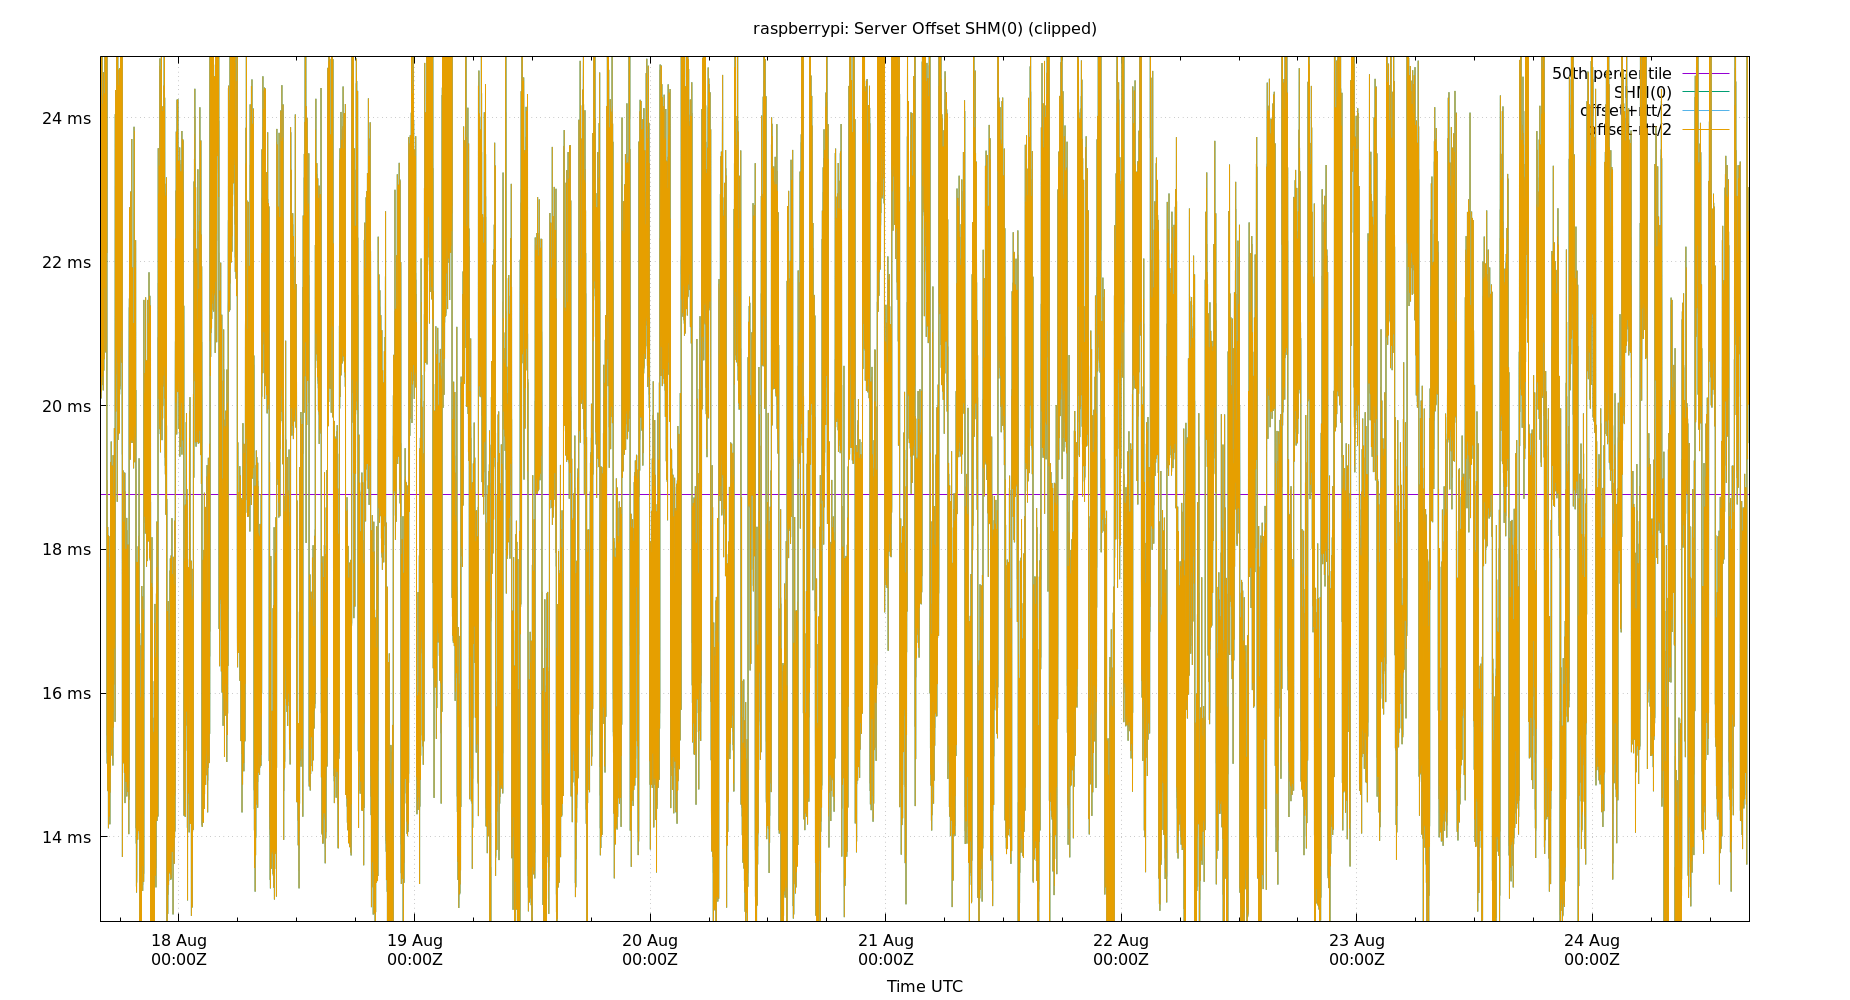 raspberrypi: Server Offset SHM(0) (clipped)
50th percentile
SHM(0)
offset+rtt/2
offset-rtt/2
24 ms
22 ms
20 ms
18 ms
16 ms
14 ms
18 Aug
00:00Z
19 Aug
00:00Z
20 Aug
00:00Z
21 Aug
00:00Z
22 Aug
00:00Z
23 Aug
00:00Z
24 Aug
00:00Z
Time UTC